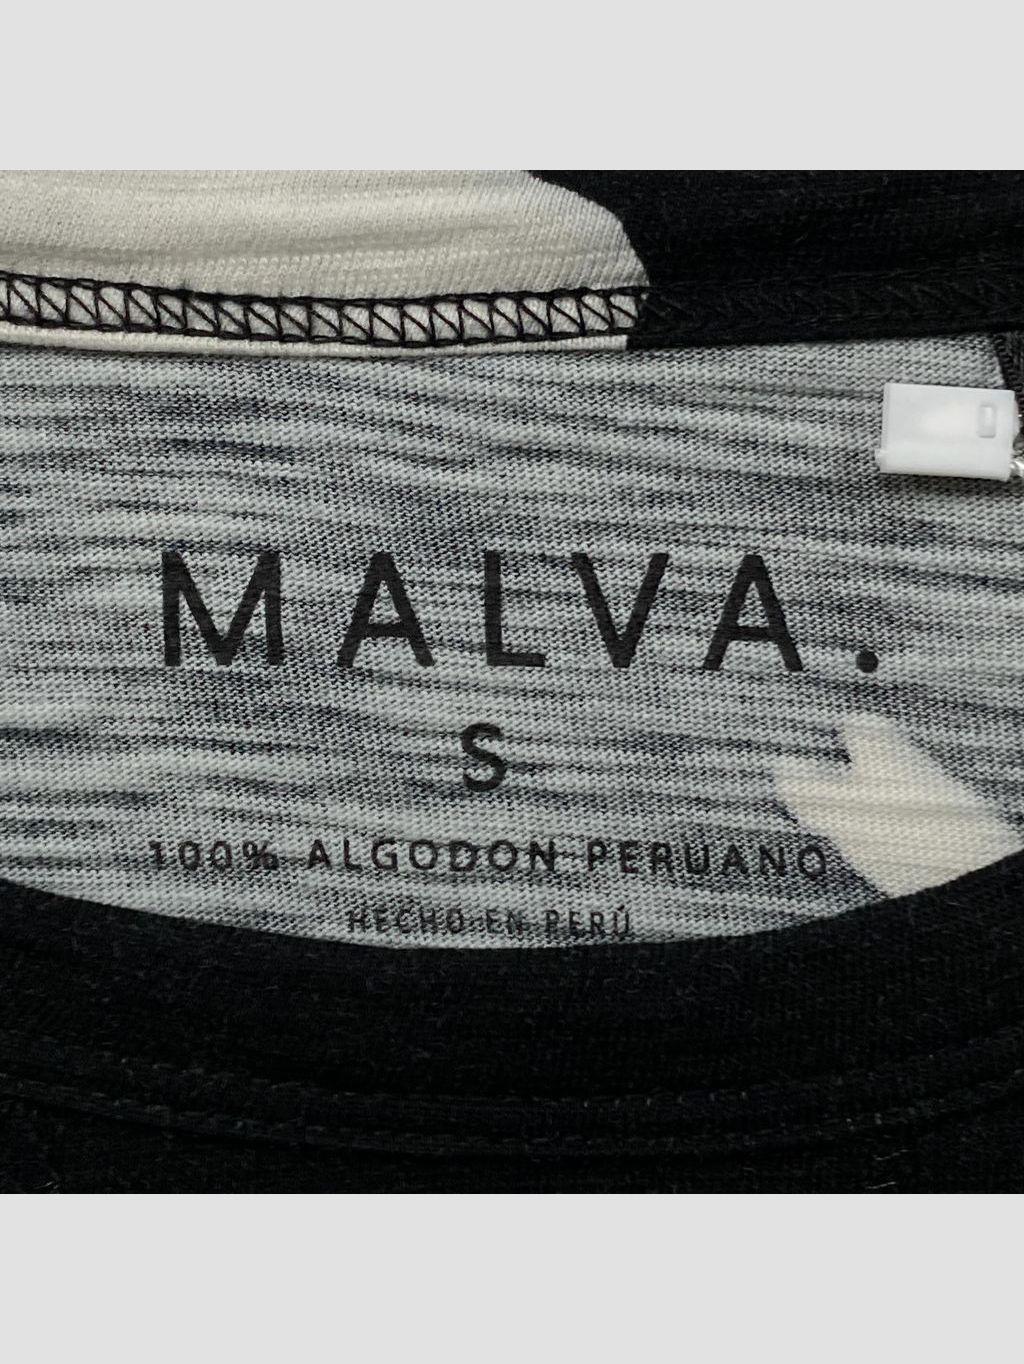 MALVA.
S
100% ALGODON PERUANO
HECHO EN PERÚ